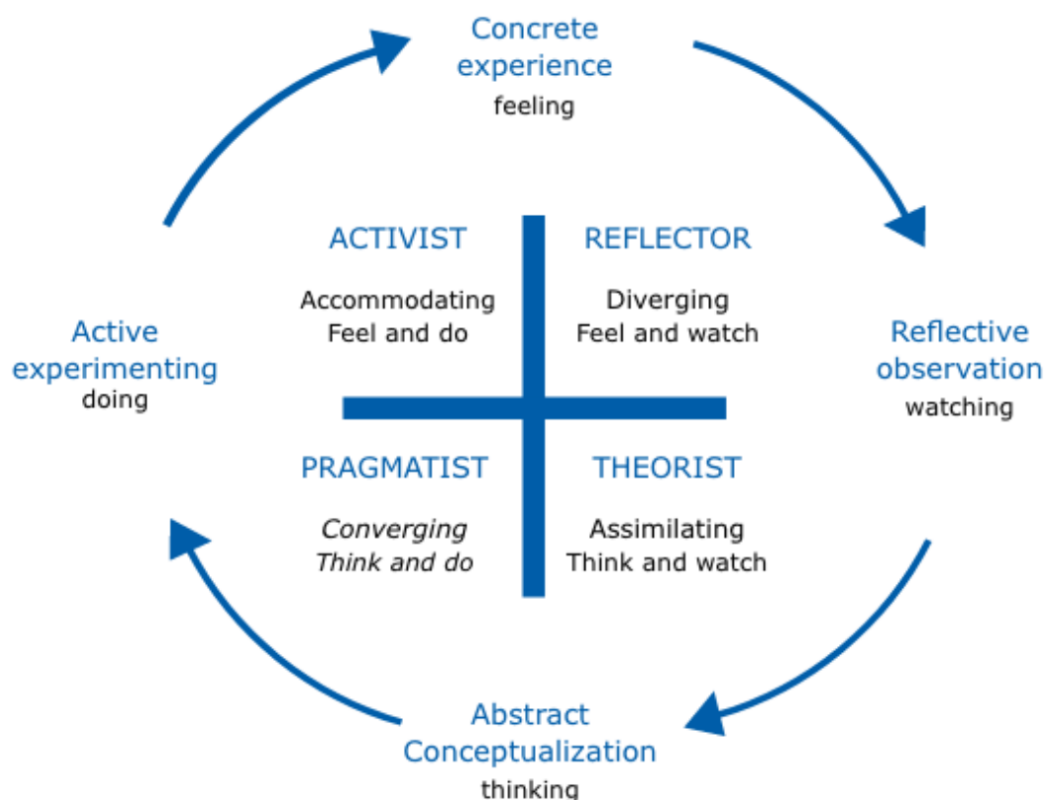 Concrete
experience
feeling
ACTIVIST
Accommodating
Feel and do
REFLECTOR
Diverging
Feel and watch
Active
experimenting
doing
Reflective
observation
watching
PRAGMATIST
Converging
Think and do
THEORIST
Assimilating
Think and watch
Abstract
Conceptualization
thinking